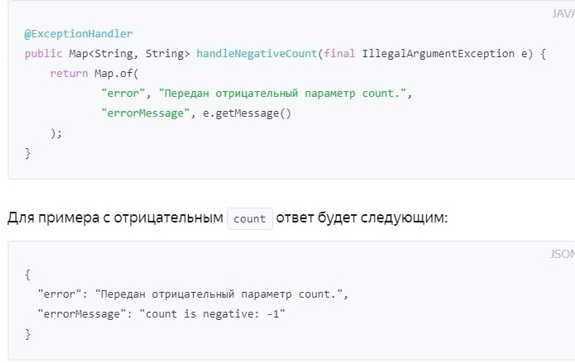 JAVA
@ExceptionHandler
public Map<String, String> handleNegativeCount(final IllegalArgumentException e) {
    return Map.of(
            "error", "Передан отрицательный параметр count.",
            "errorMessage", e.getMessage()
    );
}
Для примера с отрицательным count ответ будет следующим:
JSON
{
  "error": "Передан отрицательный параметр count.",
  "errorMessage": "count is negative: -1"
}